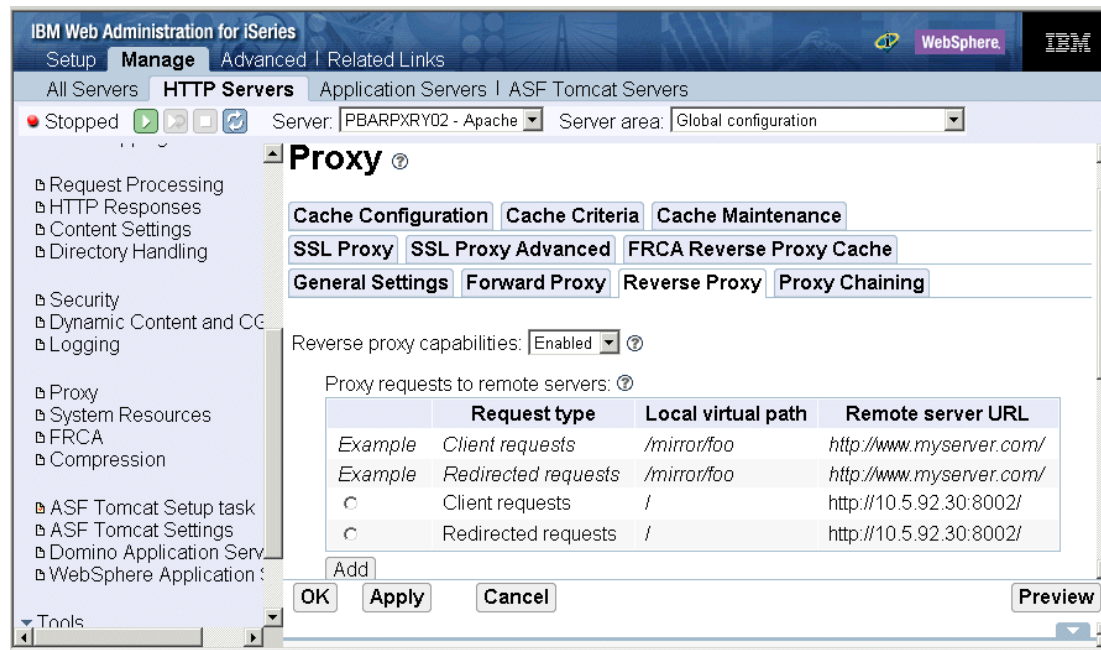 IBM Web Administration for iSeries
WebSphere. IBM
Setup Manage Advanced | Related Links
All Servers HTTP Servers Application Servers | ASF Tomcat Servers
Stopped Server: PBARPXRY02 - Apache Server area: Global configuration
Request Processing
HTTP Responses
Content Settings
Directory Handling
Security
Dynamic Content and CG
Logging
Proxy
System Resources
FRCA
Compression
ASF Tomcat Setup task
ASF Tomcat Settings
Domino Application Serv
WebSphere Application S
Tools
Proxy ?
Cache Configuration Cache Criteria Cache Maintenance
SSL Proxy SSL Proxy Advanced FRCA Reverse Proxy Cache
General Settings Forward Proxy Reverse Proxy Proxy Chaining
Reverse proxy capabilities: Enabled ?
Proxy requests to remote servers: ?
Request type Local virtual path Remote server URL
Example Client requests /mirror/foo http://www.myserver.com/
Example Redirected requests /mirror/foo http://www.myserver.com/
Client requests / http://10.5.92.30:8002/
Redirected requests / http://10.5.92.30:8002/
Add
OK Apply Cancel Preview